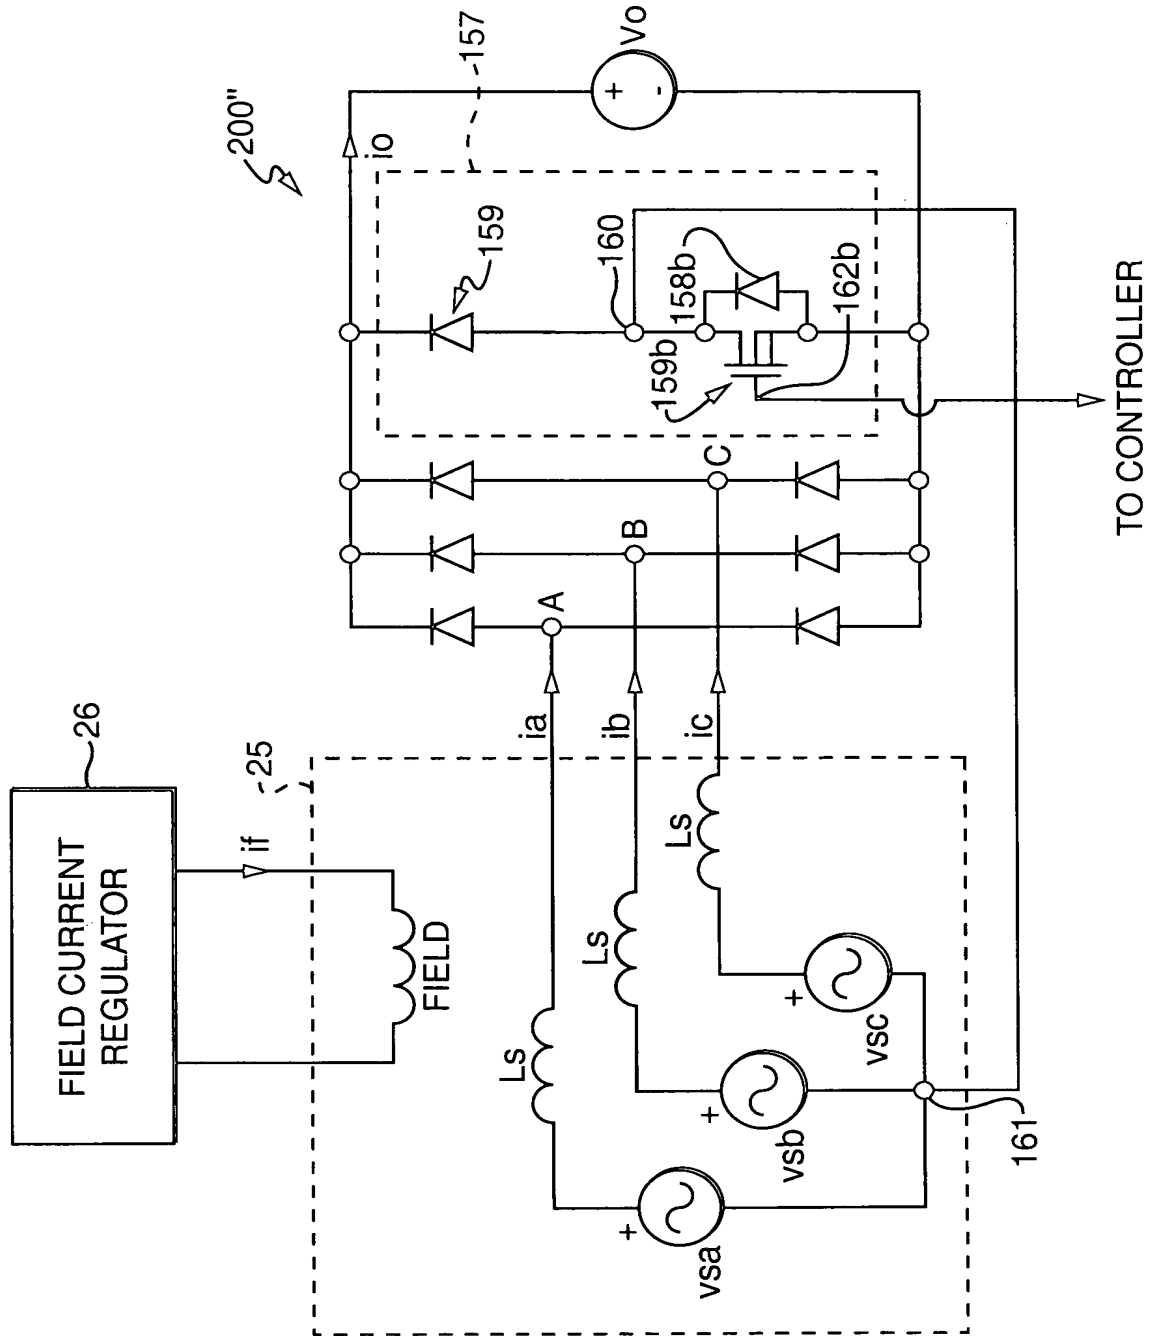 FIELD CURRENT
REGULATOR
26
if
25
FIELD
ia
ib
ic
Ls
Ls
Ls
+
vsa
+
vsb
+
vsc
161
A
B
C
200"
io
157
159
160
158b
159b
162b
+
-
Vo
TO CONTROLLER